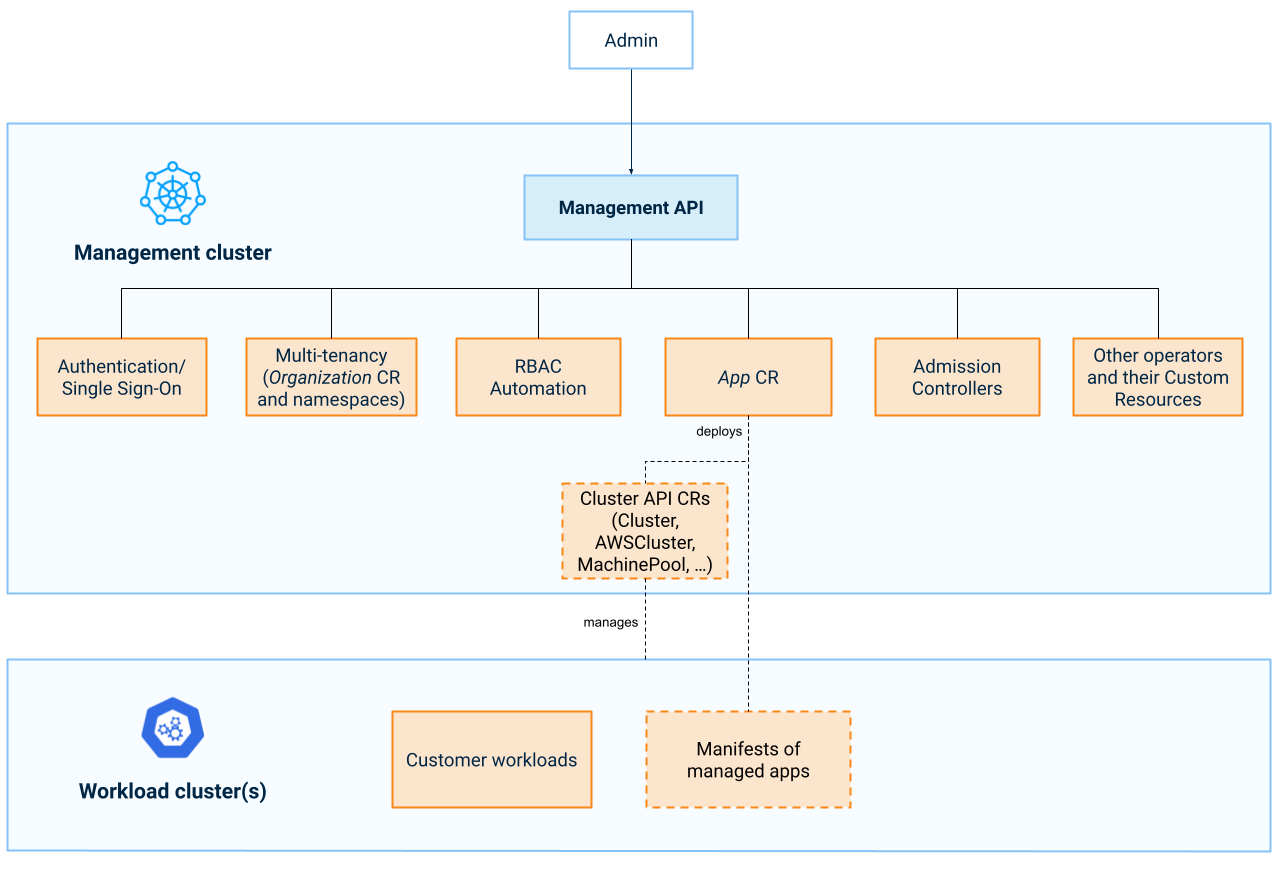 Admin
Management API
Management cluster
Authentication/
Single Sign-On
Multi-tenancy
(Organization CR
and namespaces)
RBAC
Automation
App CR
Admission
Controllers
Other operators
and their Custom
Resources
deploys
Cluster API CRs
(Cluster,
AWSCluster,
MachinePool, ...)
manages
Workload cluster(s)
Customer workloads
Manifests of
managed apps